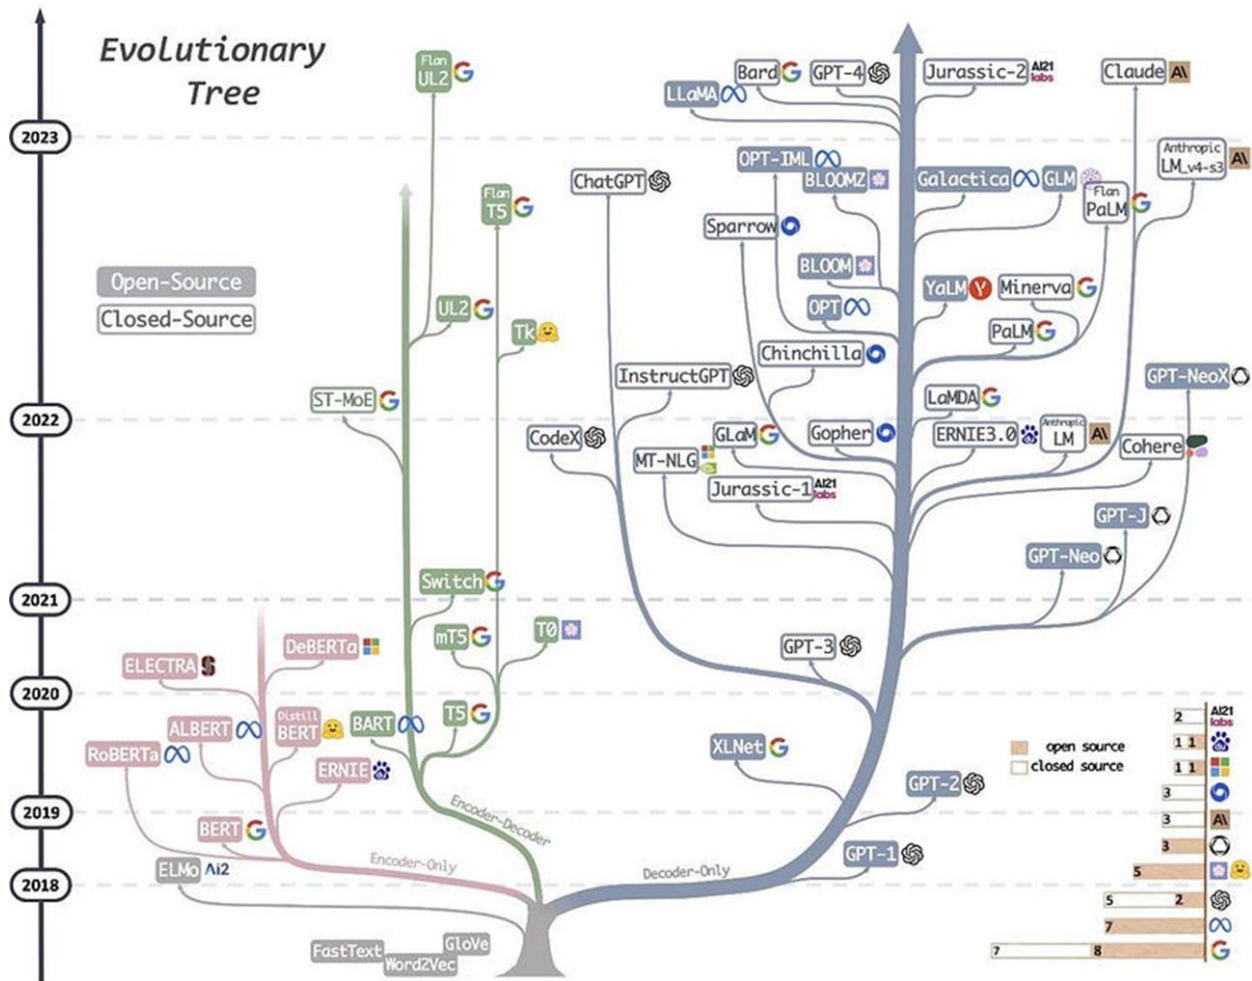 Evolutionary
Tree
Flan
UL2
Bard
GPT-4
Jurassic-2
AI21
labs
Claude
A\
LLaMA
2023
OPT-IML
Anthropic
LM_v4-s3
A\
ChatGPT
BLOOMZ
Galactica
GLM
Flan
PaLM
Flan
T5
Sparrow
Open-Source
Closed-Source
BLOOM
UL2
OPT
YaLM
Y
Minerva
Tk
PaLM
Chinchilla
InstructGPT
GPT-NeoX
ST-MoE
LaMDA
2022
CodeX
GLaM
Gopher
ERNIE3.0
Anthropic
LM
A\
Cohere
MT-NLG
Jurassic-1
AI21
labs
GPT-J
GPT-Neo
Switch
2021
mT5
T0
DeBERTa
GPT-3
ELECTRA
S
2020
ALBERT
Distill
BERT
BART
T5
RoBERTa
XLNet
ERNIE
GPT-2
2019
Encoder-Decoder
BERT
GPT-1
ELMo
Ai2
Encoder-Only
Decoder-Only
2018
FastText
GloVe
Word2Vec
open source
closed source
2
AI21
labs
1 1
1 1
3
3
A\
3
5
5 2
7
7 8